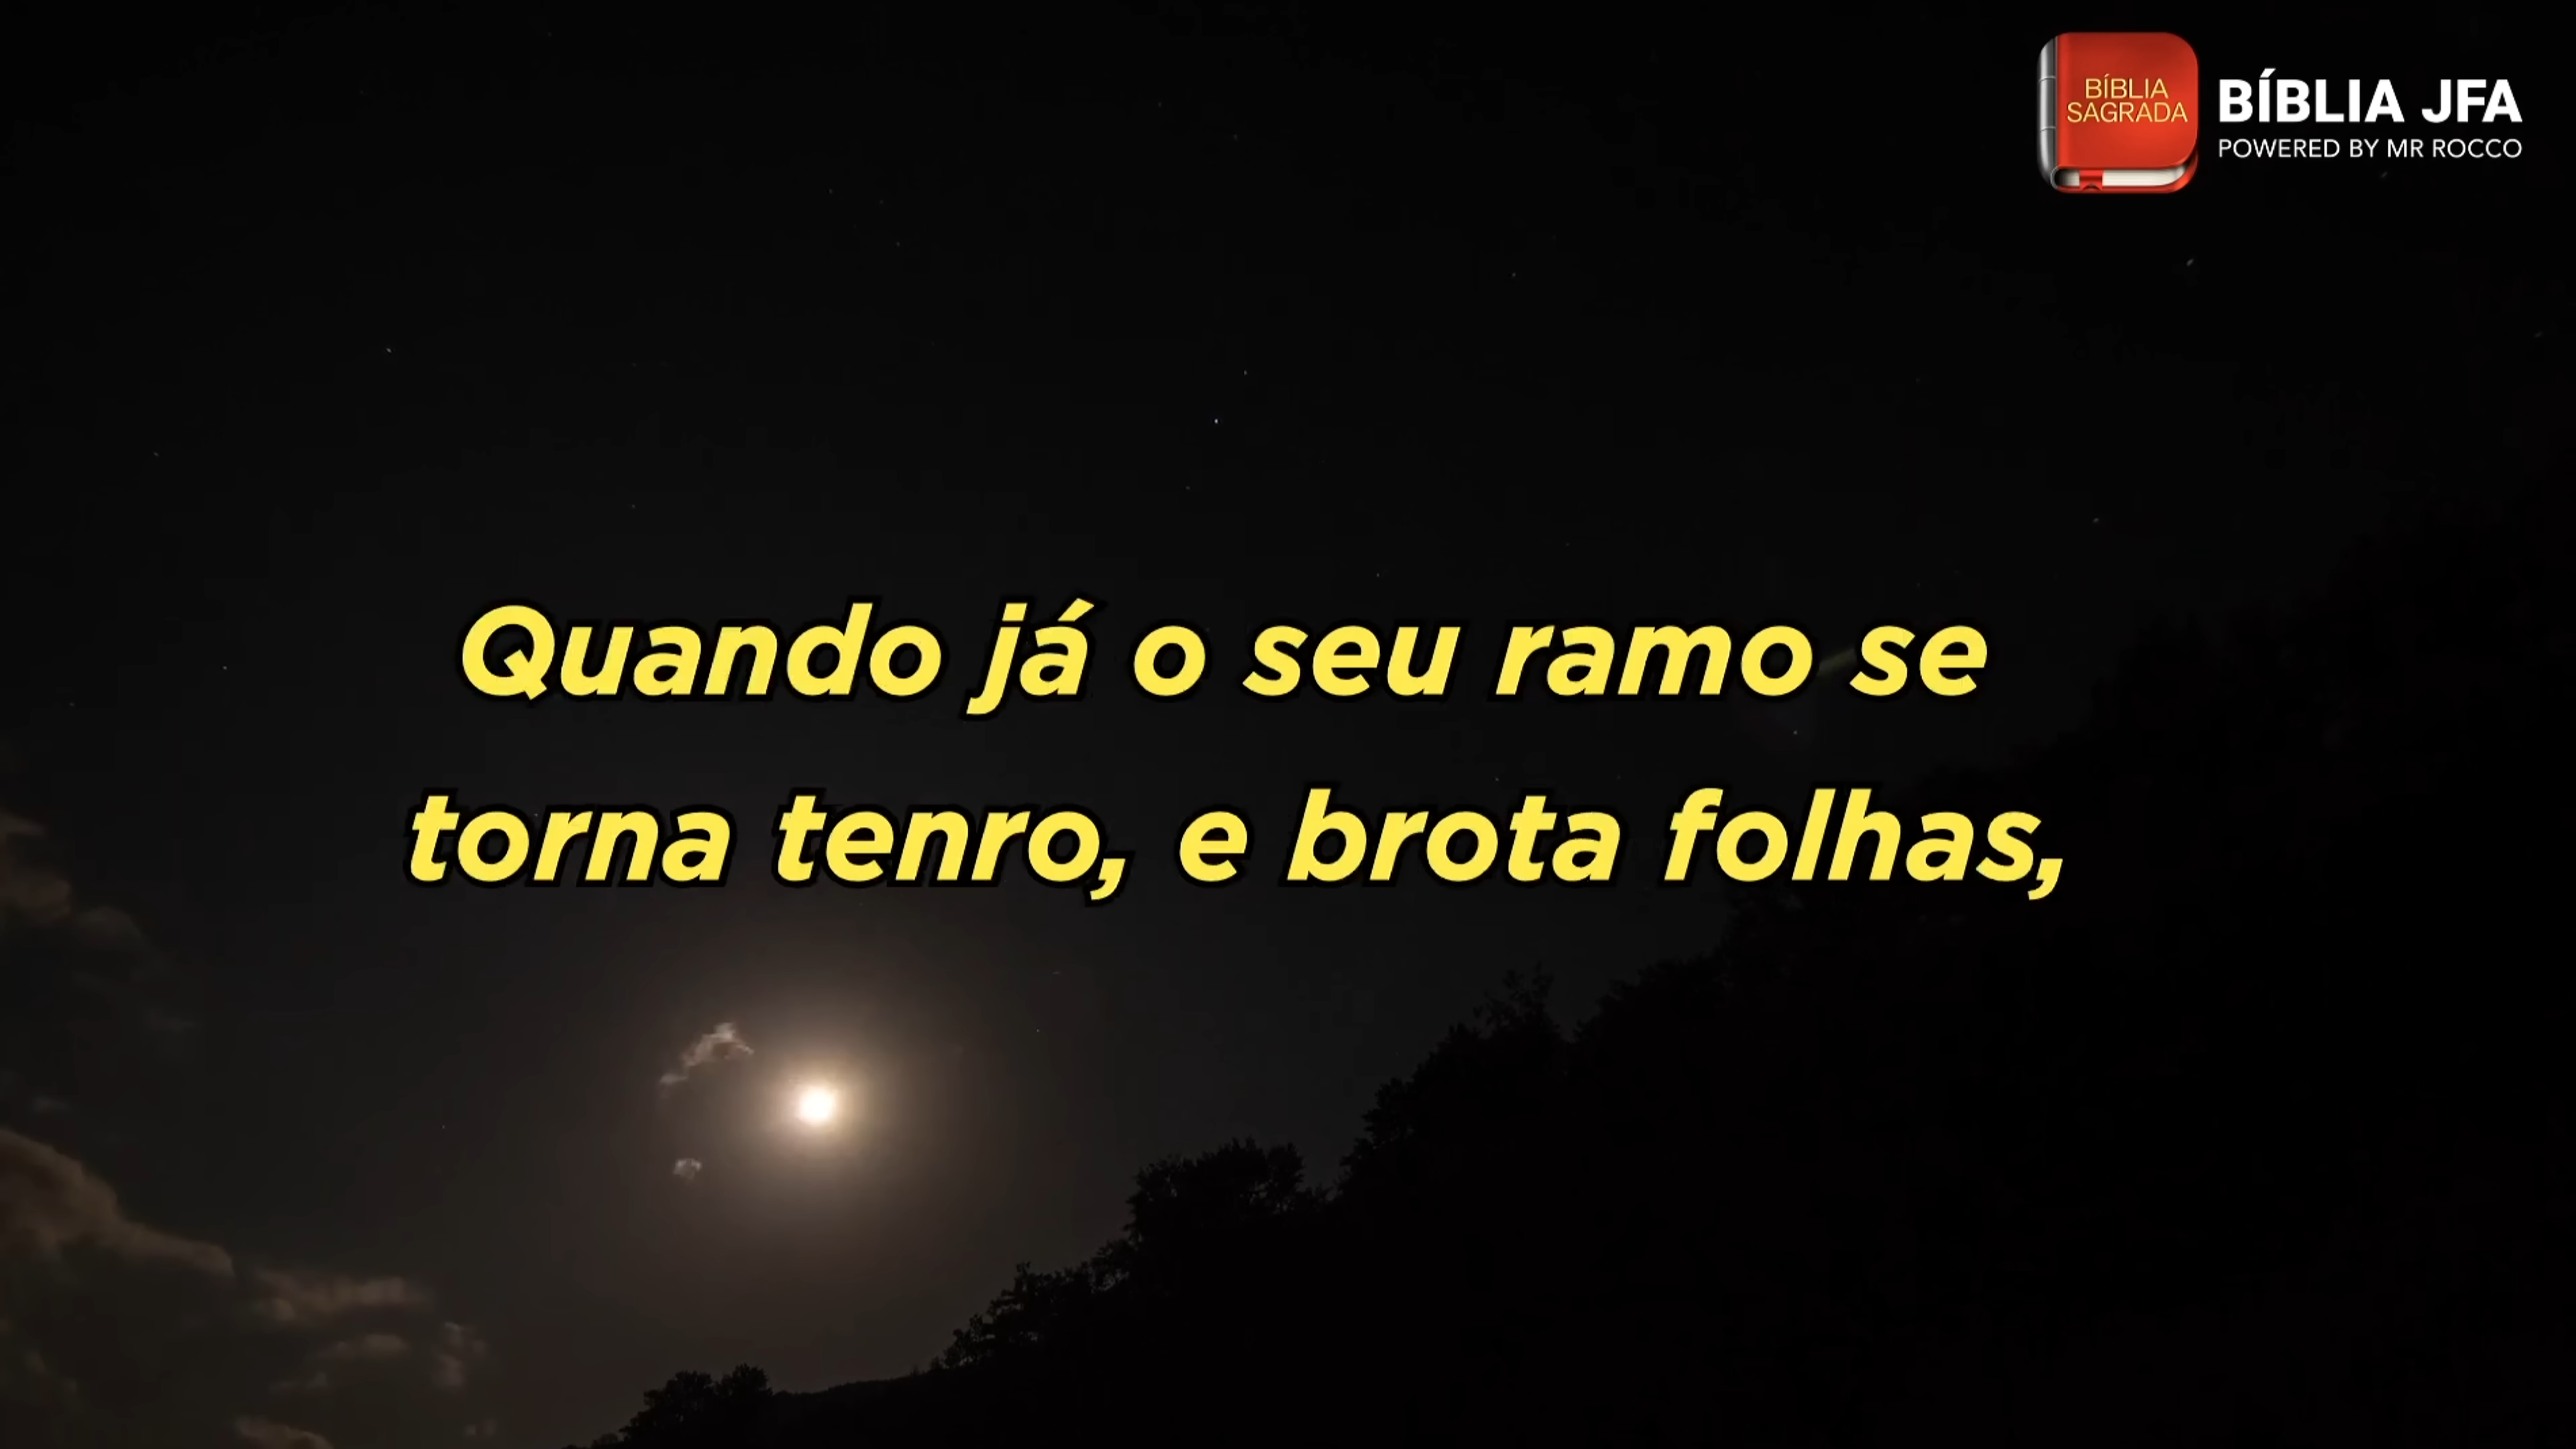 BÍBLIA
SAGRADA
BÍBLIA JFA
POWERED BY MR ROCCO
Quando já o seu ramo se
torna tenro, e brota folhas,